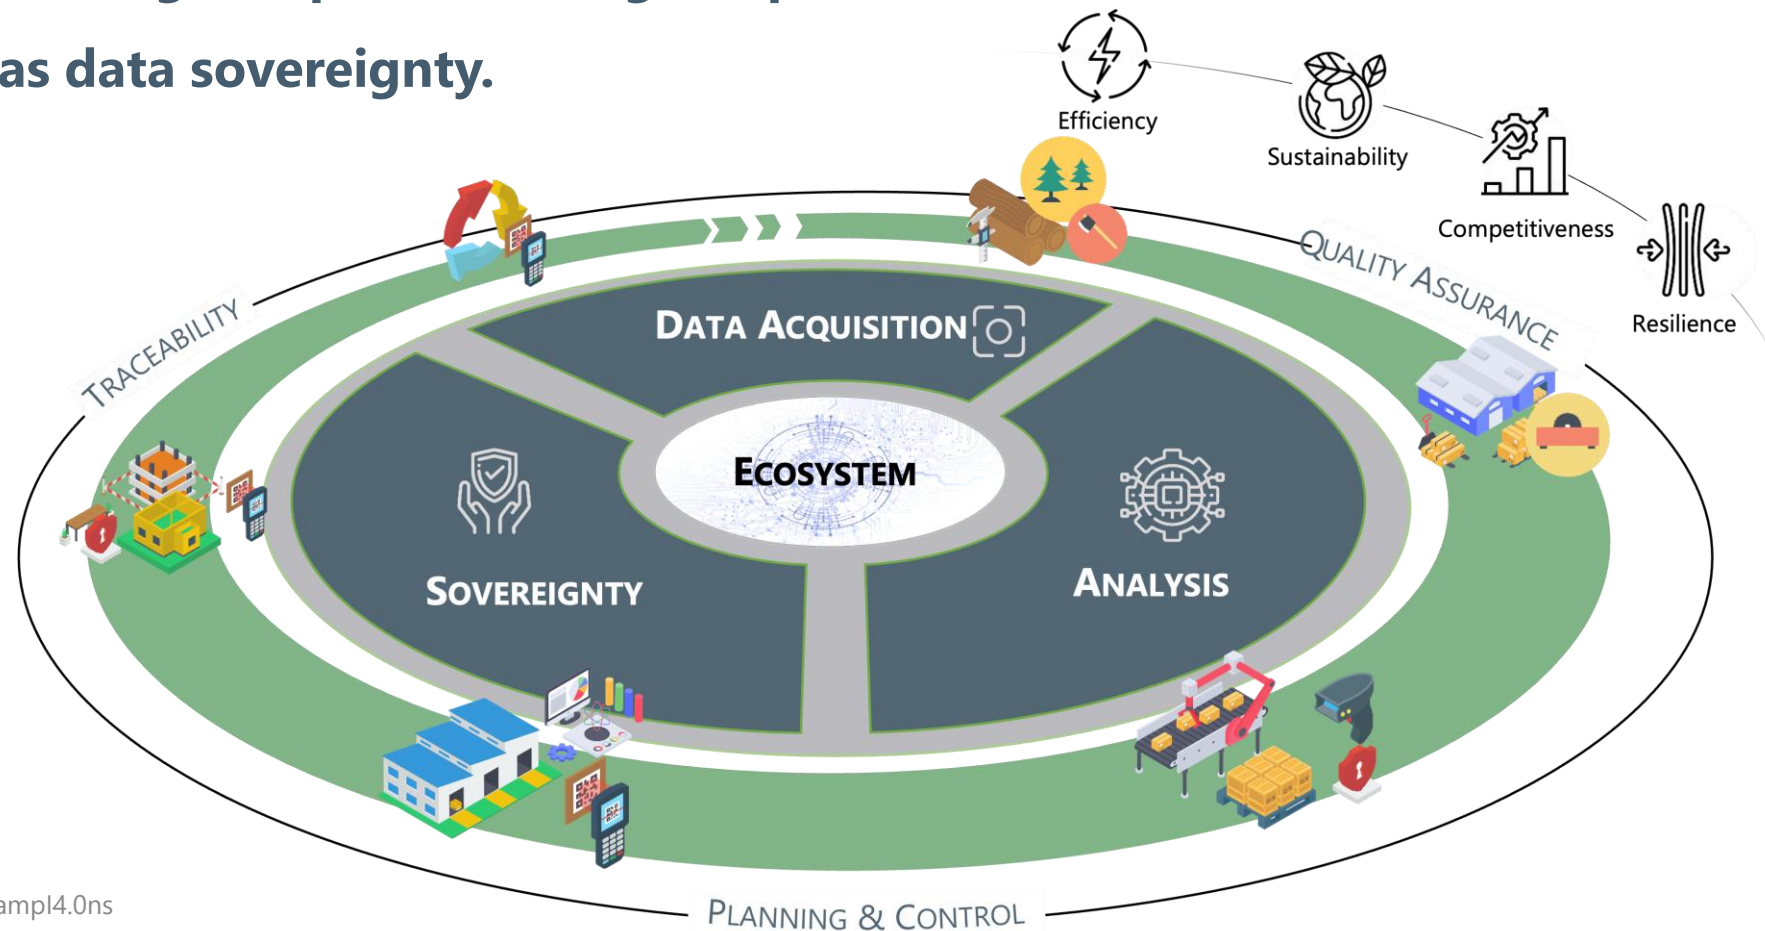 as data sovereignty.
Efficiency
Sustainability
Competitiveness
Resilience
QUALITY ASSURANCE
TRACEABILITY
DATA ACQUISITION
ECOSYSTEM
SOVEREIGNTY
ANALYSIS
PLANNING & CONTROL
ampl4.0ns